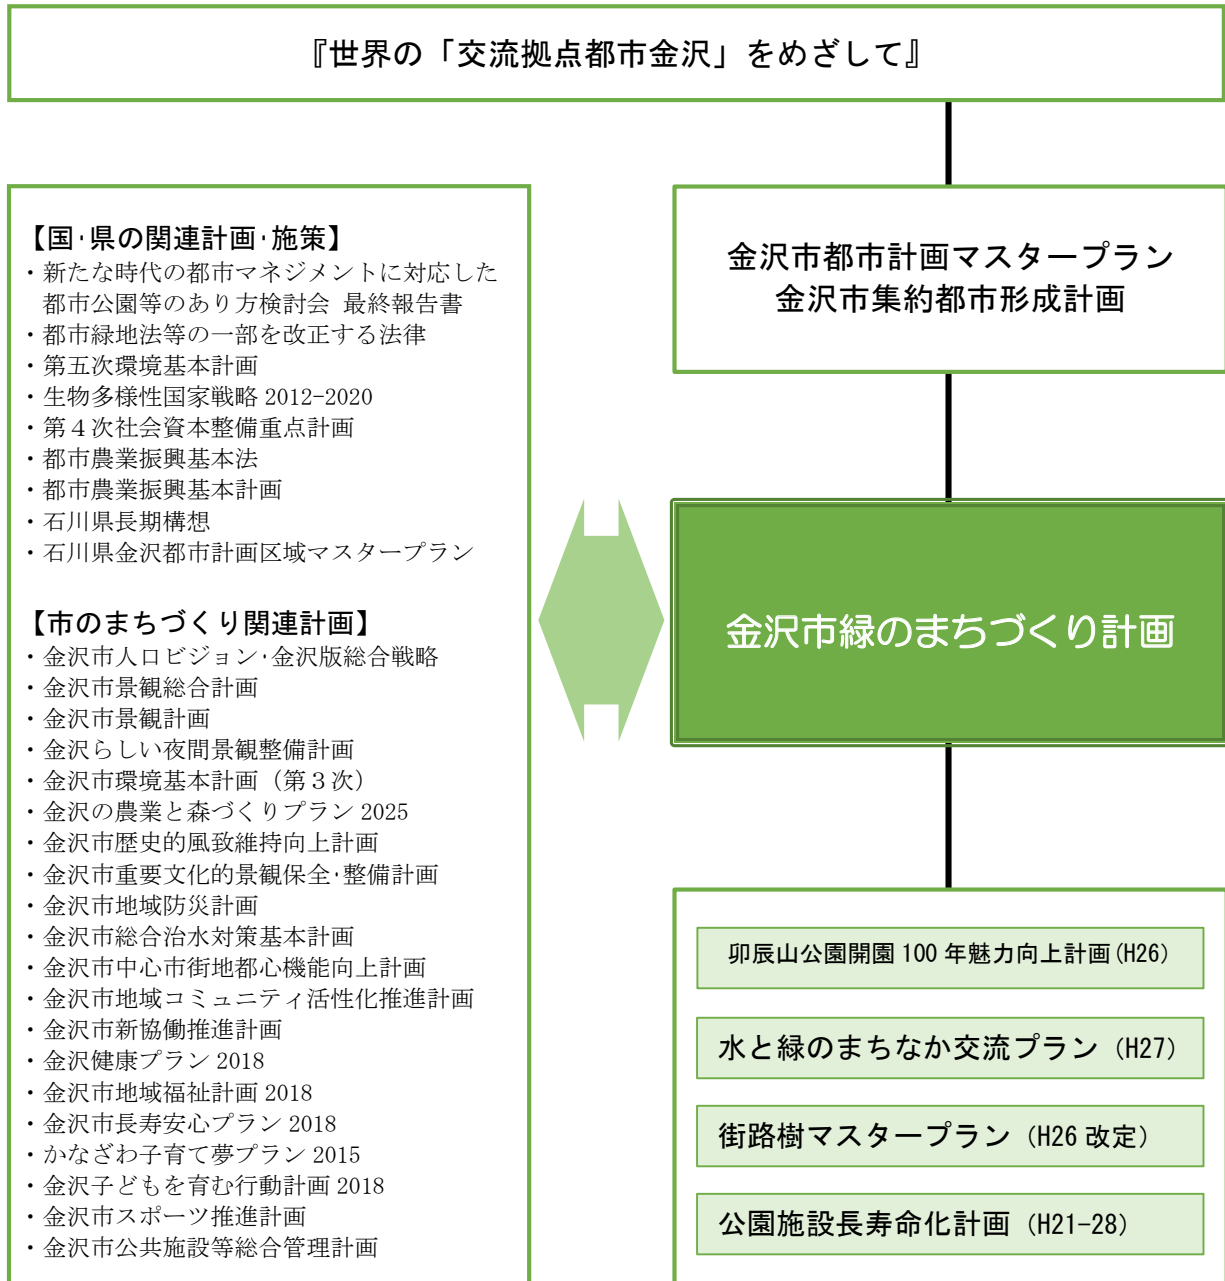 『世界の「交流拠点都市金沢」をめざして』
【国･県の関連計画･施策】
・新たな時代の都市マネジメントに対応した
都市公園等のあり方検討会 最終報告書
・都市緑地法等の一部を改正する法律
・第五次環境基本計画
・生物多様性国家戦略 2012-2020
・第４次社会資本整備重点計画
・都市農業振興基本法
・都市農業振興基本計画
・石川県長期構想
・石川県金沢都市計画区域マスタープラン
【市のまちづくり関連計画】
・金沢市人口ビジョン･金沢版総合戦略
・金沢市景観総合計画
・金沢市景観計画
・金沢らしい夜間景観整備計画
・金沢市環境基本計画（第３次）
・金沢の農業と森づくりプラン 2025
・金沢市歴史的風致維持向上計画
・金沢市重要文化的景観保全･整備計画
・金沢市地域防災計画
・金沢市総合治水対策基本計画
・金沢市中心市街地都心機能向上計画
・金沢市地域コミュニティ活性化推進計画
・金沢市新協働推進計画
・金沢健康プラン 2018
・金沢市地域福祉計画 2018
・金沢市長寿安心プラン 2018
・かなざわ子育て夢プラン 2015
・金沢子どもを育む行動計画 2018
・金沢市スポーツ推進計画
・金沢市公共施設等総合管理計画
金沢市都市計画マスタープラン
金沢市集約都市形成計画
金沢市緑のまちづくり計画
卯辰山公園開園 100 年魅力向上計画(H26)
水と緑のまちなか交流プラン (H27)
街路樹マスタープラン (H26 改定)
公園施設長寿命化計画 (H21-28)